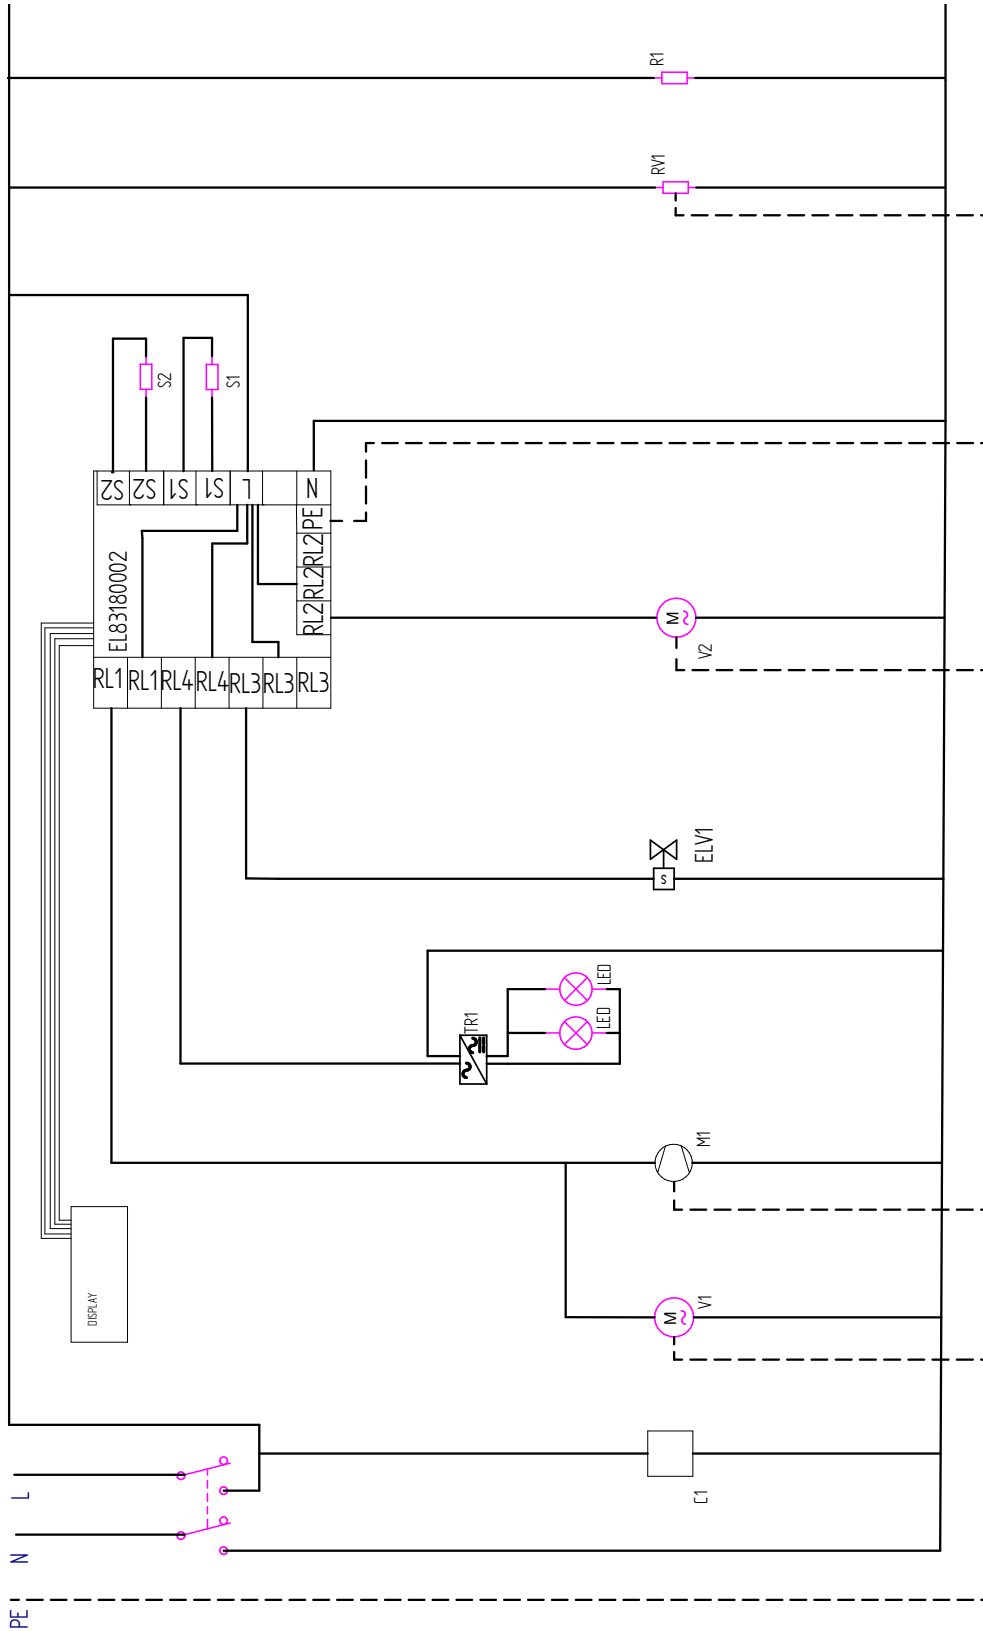 R1
RV1
S2
S1
S2
S2
S1
S1
L
N
PE
RL2
RL2
RL2
EL83180002
RL1
RL1
RL4
RL4
RL3
RL3
RL3
M
V2
S
ELV1
TR1
LED
LED
M1
DISPLAY
M
V1
C1
L
N
PE